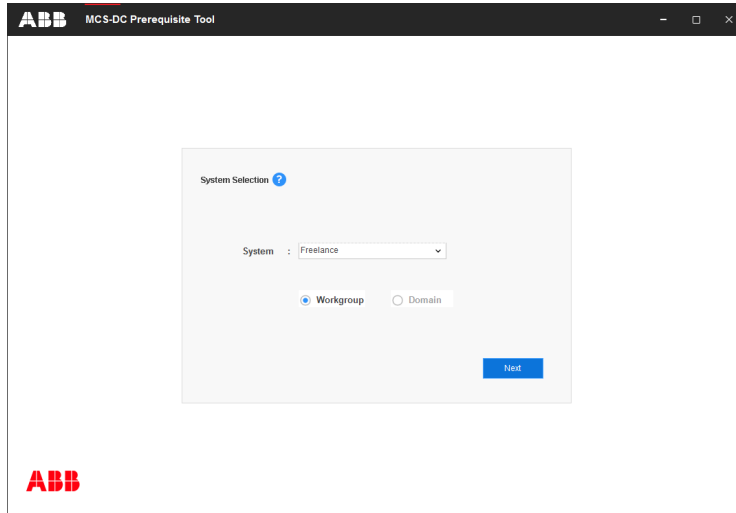 ABB MCS-DC Prerequisite Tool
System Selection ?
System : Freelance
Workgroup Domain
Next
ABB